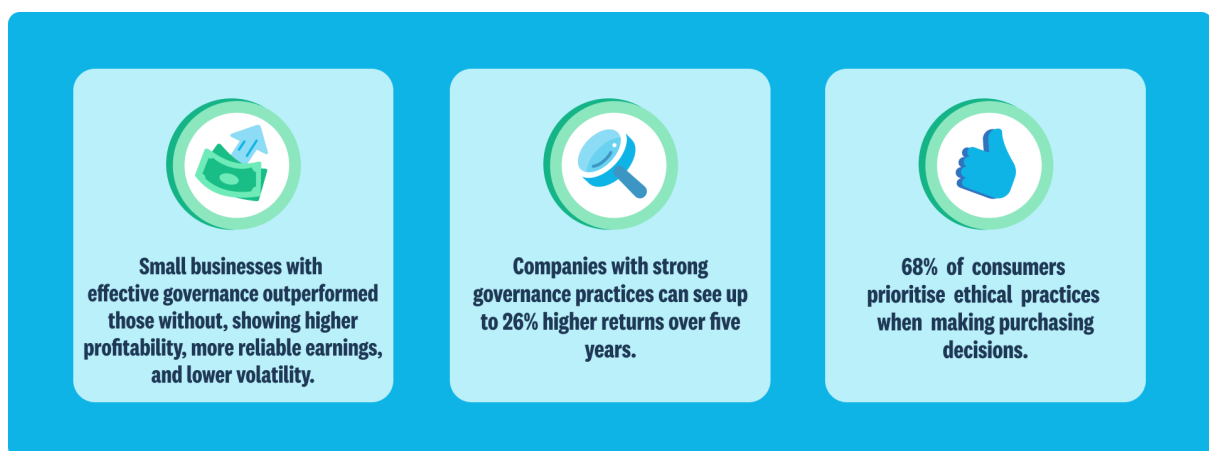 Small businesses with
effective governance outperformed
those without, showing higher
profitability, more reliable earnings,
and lower volatility.
Companies with strong
governance practices can see up
to 26% higher returns over five
years.
68% of consumers
prioritise ethical practices
when making purchasing
decisions.